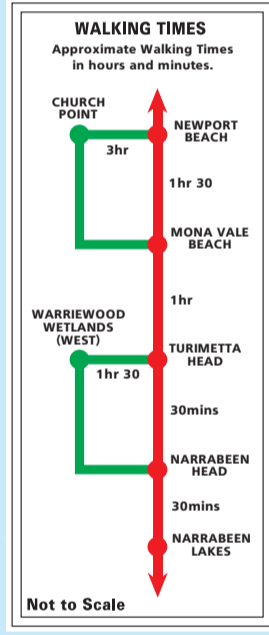 WALKING TIMES
Approximate Walking Times
in hours and minutes.
CHURCH
POINT
NEWPORT
BEACH
3hr
1hr 30
MONA VALE
BEACH
1hr
WARRIEWOOD
WETLANDS
(WEST)
TURIMETTA
HEAD
1hr 30
30mins
NARRABEEN
HEAD
30mins
NARRABEEN
LAKES
Not to Scale